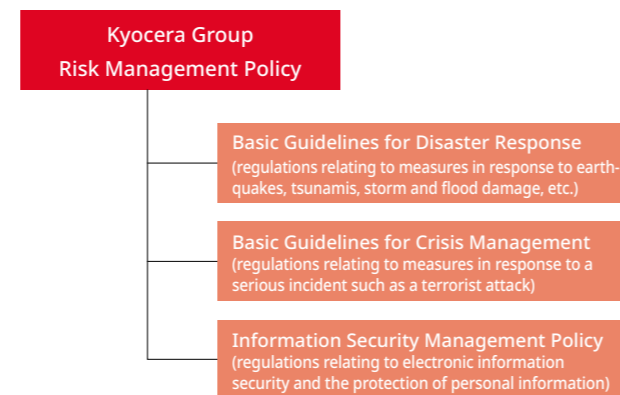 Kyocera Group
Risk Management Policy
Basic Guidelines for Disaster Response
(regulations relating to measures in response to earth-
quakes, tsunamis, storm and flood damage, etc.)
Basic Guidelines for Crisis Management
(regulations relating to measures in response to a
serious incident such as a terrorist attack)
Information Security Management Policy
(regulations relating to electronic information
security and the protection of personal information)